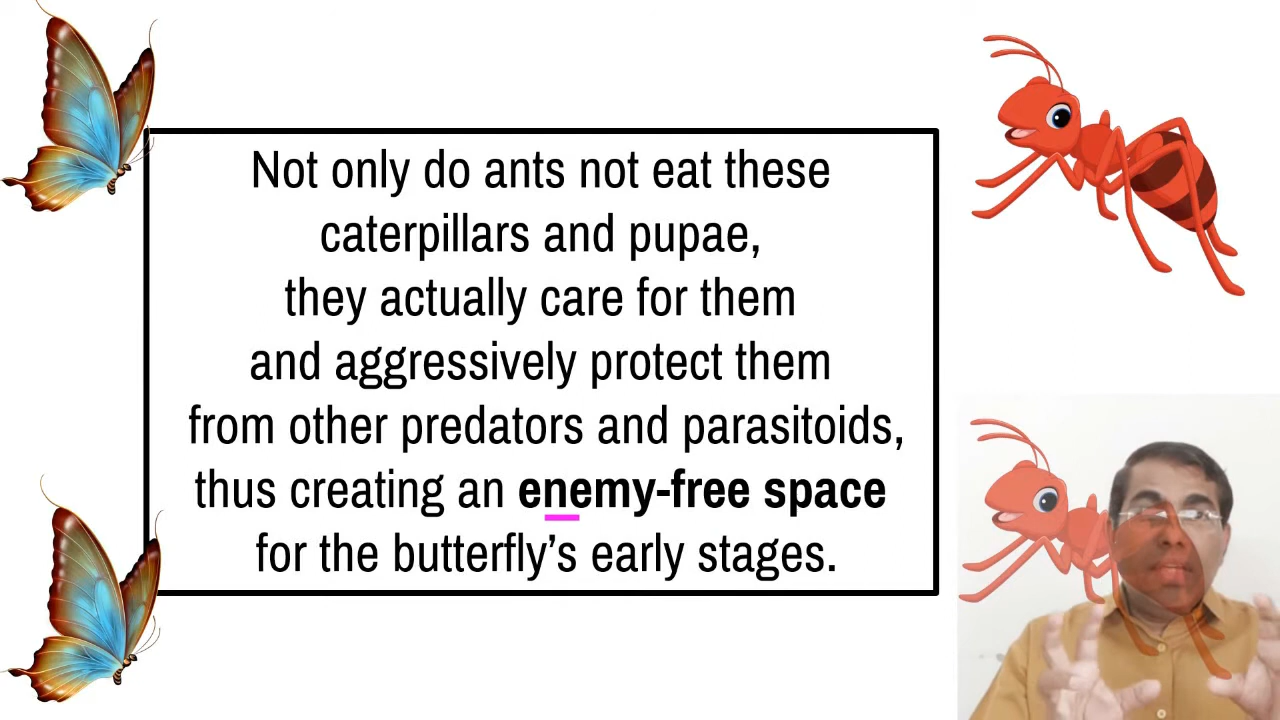 Not only do ants not eat these
caterpillars and pupae,
they actually care for them
and aggressively protect them
from other predators and parasitoids,
thus creating an enemy-free space
for the butterfly’s early stages.